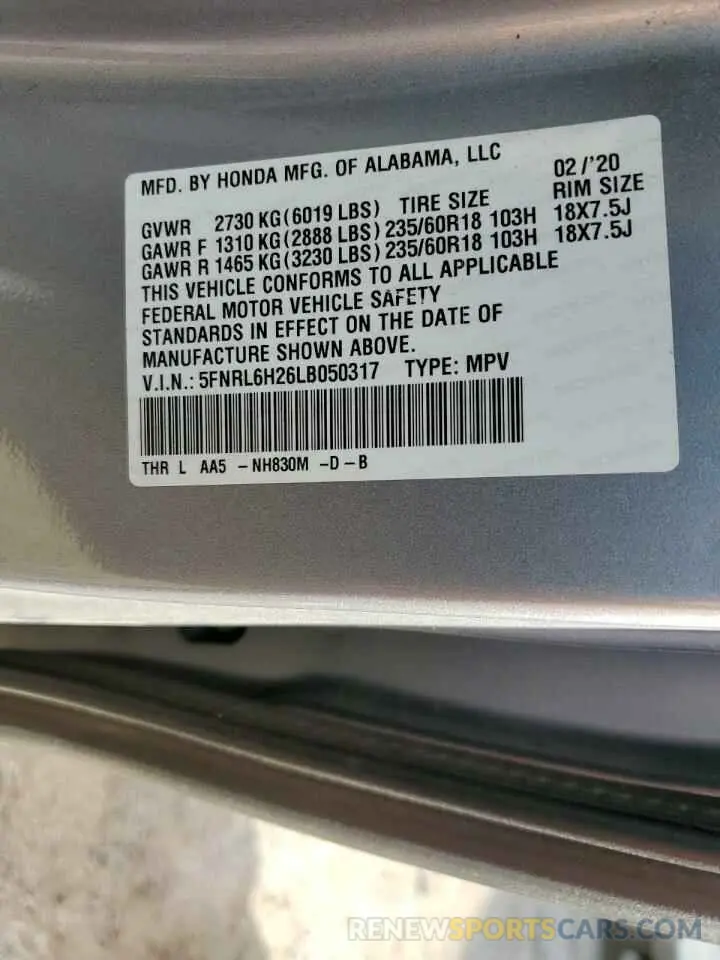 MFD. BY HONDA MFG. OF ALABAMA, LLC 02/'20
GVWR 2730 KG(6019 LBS) TIRE SIZE RIM SIZE
GAWR F 1310 KG(2888 LBS) 235/60R18 103H 18X7.5J
GAWR R 1465 KG(3230 LBS) 235/60R18 103H 18X7.5J
THIS VEHICLE CONFORMS TO ALL APPLICABLE
FEDERAL MOTOR VEHICLE SAFETY
STANDARDS IN EFFECT ON THE DATE OF
MANUFACTURE SHOWN ABOVE.
V.I.N.: 5FNRL6H26LB050317 TYPE: MPV
THR L AA5 -NH830M -D-B
RENEWSPORTSCARS.COM